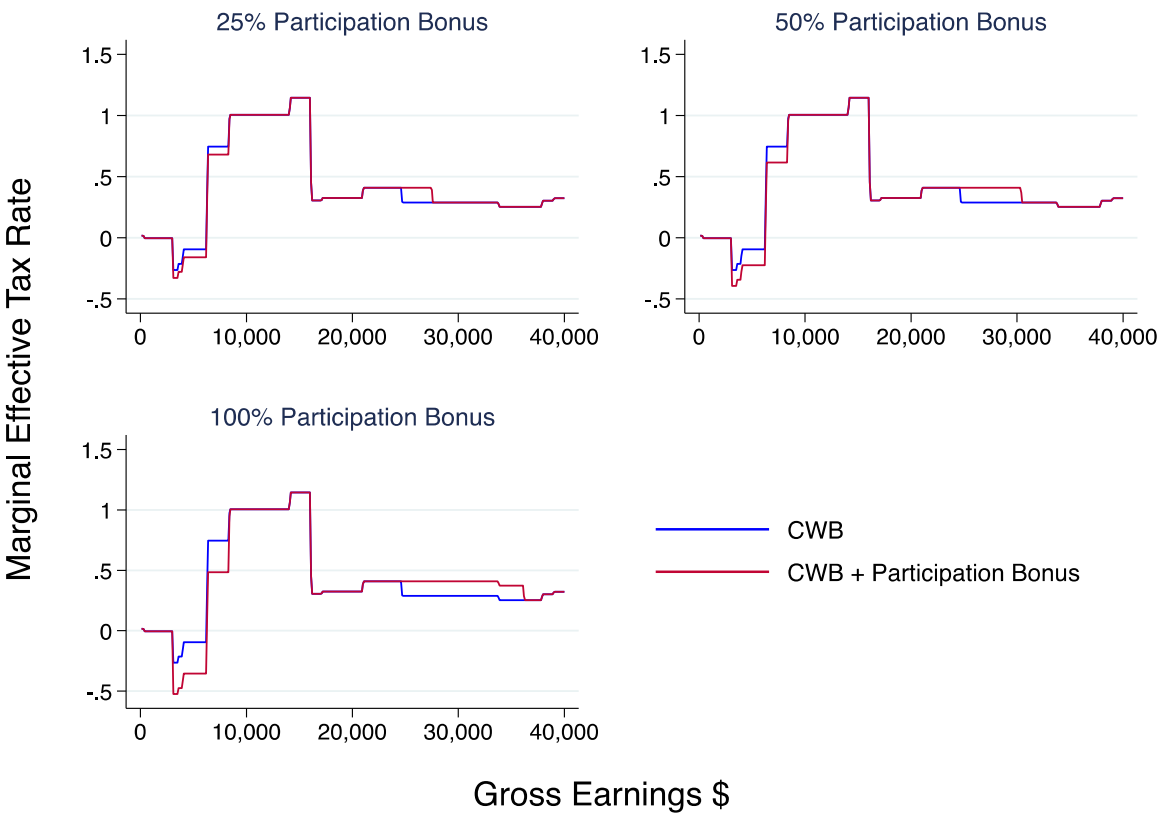 25% Participation Bonus
50% Participation Bonus
1.5
1
.5
0
-.5
0 10,000 20,000 30,000 40,000
1.5
1
.5
0
-.5
0 10,000 20,000 30,000 40,000
Marginal Effective Tax Rate
100% Participation Bonus
1.5
1
.5
0
-.5
0 10,000 20,000 30,000 40,000
CWB
CWB + Participation Bonus
Gross Earnings $